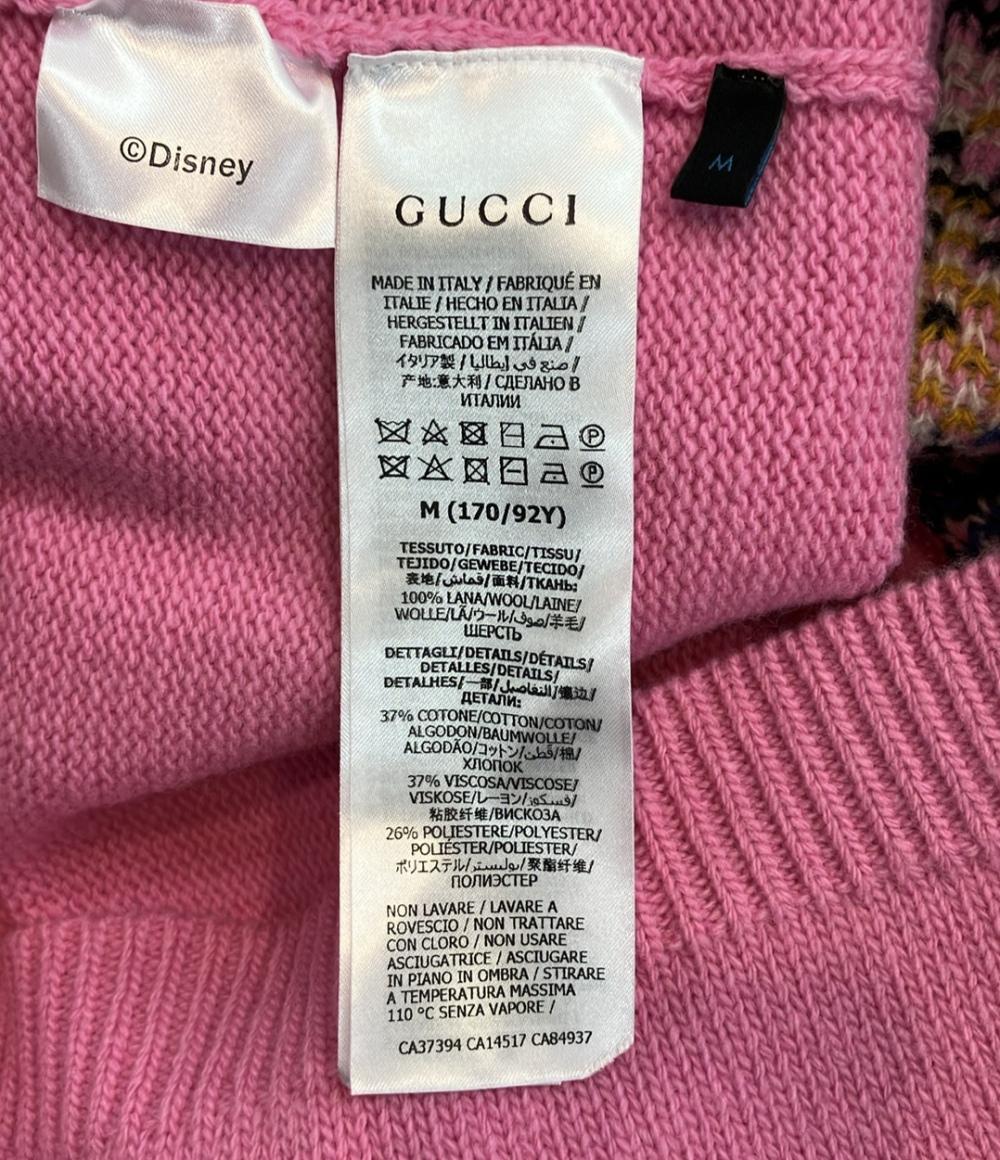 ©Disney
GUCCI
M
MADE IN ITALY / FABRIQUÉ EN
ITALIE / HECHO EN ITALIA /
HERGESTELLT IN ITALIEN /
FABRICADO EM ITÁLIA /
イタリア製 / صنع في إيطاليا /
产地:意大利 / СДЕЛАНО В
ИТАЛИИ
P
P
M (170/92Y)
TESSUTO/FABRIC/TISSU/
TEJIDO/GEWEBE/TECIDO/
表地/قماش/面料/ТКАНЬ:
100% LANA/WOOL/LAINE/
WOLLE/LÃ/ウール/صوف/羊毛/
ШЕРСТЬ
DETTAGLI/DETAILS/DÉTAILS/
DETALLES/DETAILS/
DETALHES/一部/التفاصيل/镶边/
ДЕТАЛИ:
37% COTONE/COTTON/COTON/
ALGODON/BAUMWOLLE/
ALGODÃO/コットン/قطن/棉/
ХЛОПОК
37% VISCOSA/VISCOSE/
VISKOSE/レーヨン/فسكوز/
粘胶纤维/ВИСКОЗА
26% POLIESTERE/POLYESTER/
POLIÉSTER/POLIESTER/
ポリエステル/بوليستر/聚酯纤维/
ПОЛИЭСТЕР
NON LAVARE / LAVARE A
ROVESCIO / NON TRATTARE
CON CLORO / NON USARE
ASCIUGATRICE / ASCIUGARE
IN PIANO IN OMBRA / STIRARE
A TEMPERATURA MASSIMA
110 °C SENZA VAPORE /
CA37394 CA14517 CA84937